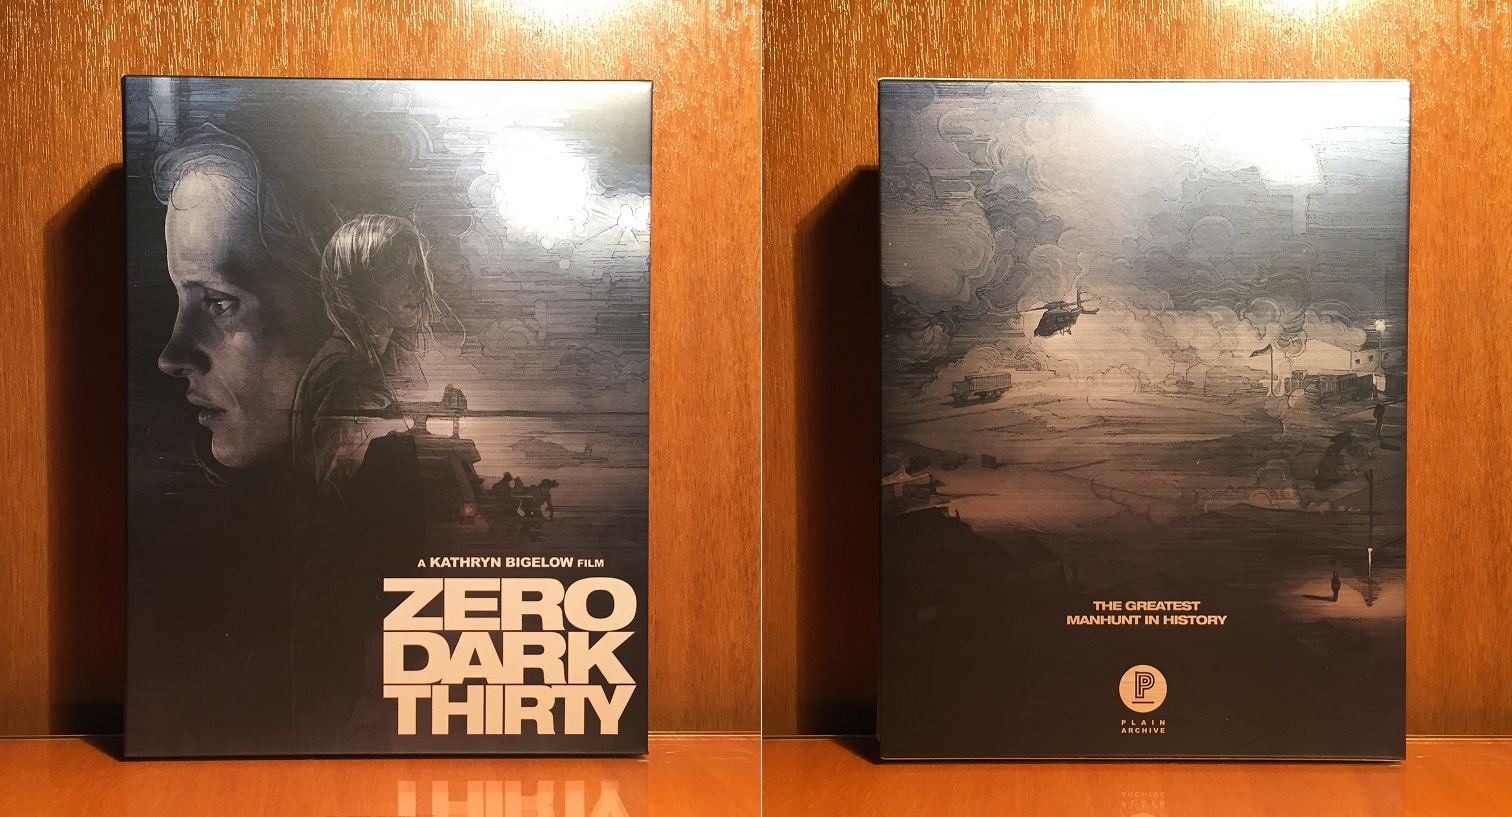 A KATHRYN BIGELOW FILM
ZERO
DARK
THIRTY
THE GREATEST
MANHUNT IN HISTORY
P
PLAIN
ARCHIVE